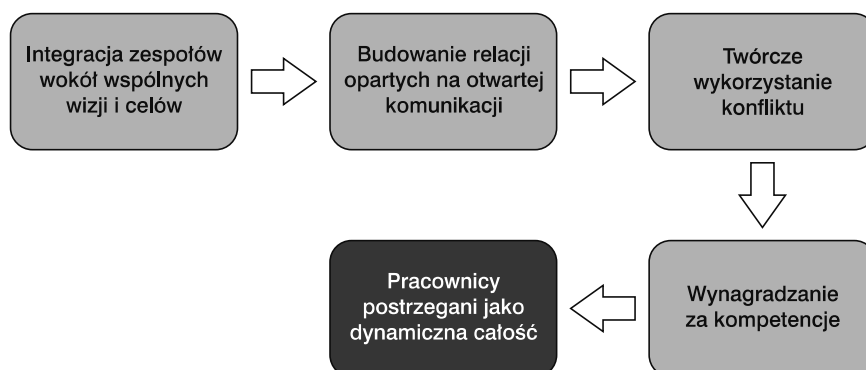 Integracja zespołów
wokół wspólnych
wizji i celów
Budowanie relacji
opartych na otwartej
komunikacji
Twórcze
wykorzystanie
konfliktu
Wynagradzanie
za kompetencje
Pracownicy
postrzegani jako
dynamiczna całość